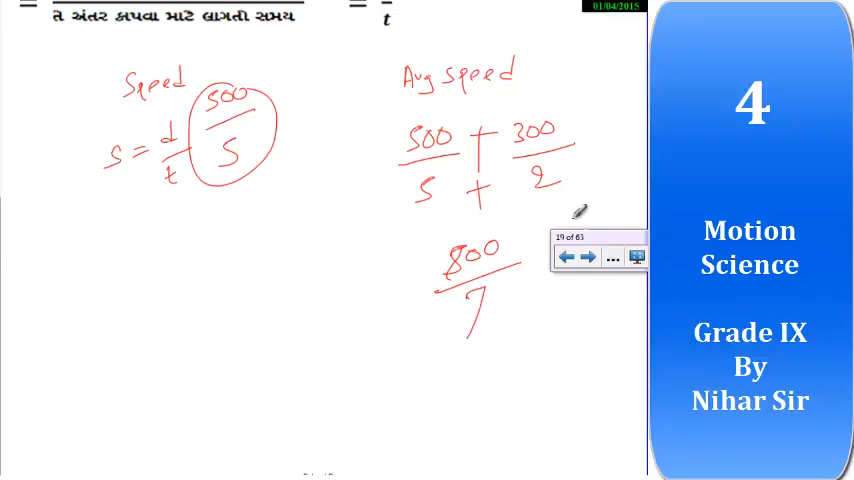 =
તે અંતર કાપવા માટે લાગતી સમય
= t
01/04/2015
Speed
s = d/t 500/5
Avg speed
500 + 300
5 + 2
800
7
19 of 63
...
4
Motion
Science
Grade IX
By
Nihar Sir